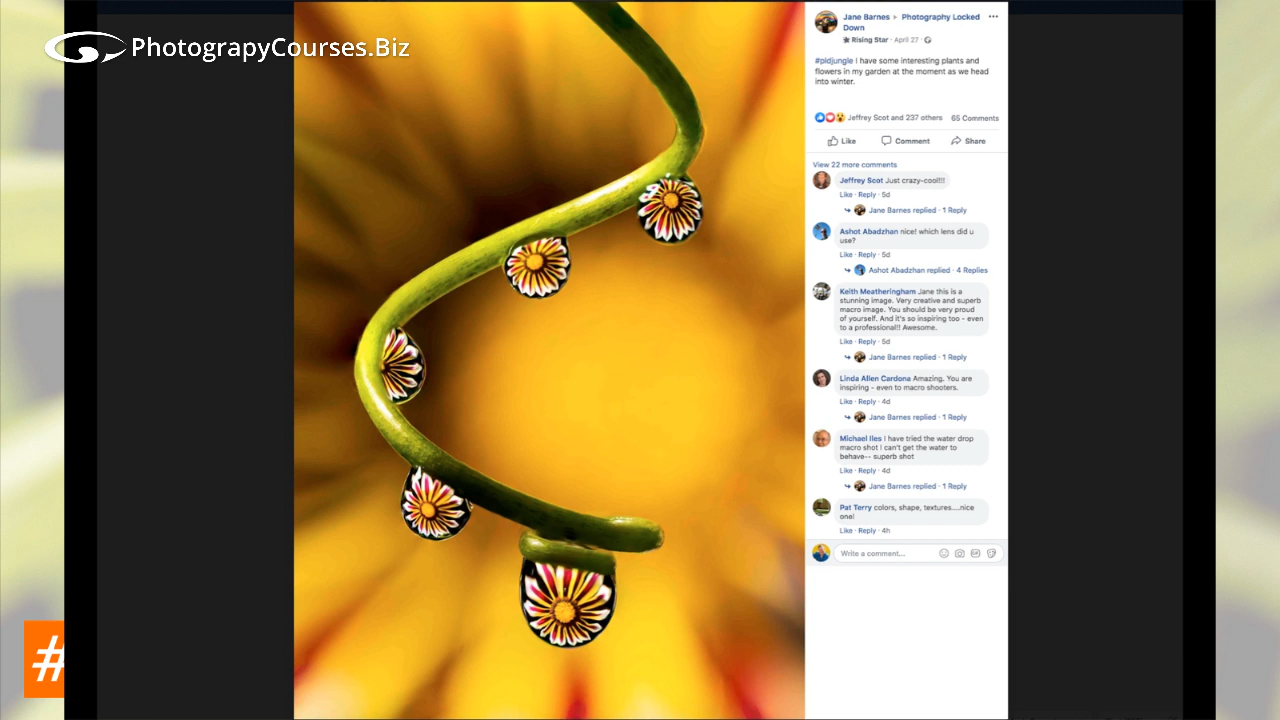 PhotograpyCourses.Biz
#
Jane Barnes ▸ Photography Locked
Down
Rising Star · April 27 ·
#pldjungle I have some interesting plants and
flowers in my garden at the moment as we head
into winter.
Jeffrey Scot and 237 others 65 Comments
Like Comment Share
View 22 more comments
Jeffrey Scot Just crazy-cool!!!
Like · Reply · 5d
Jane Barnes replied · 1 Reply
Ashot Abadzhan nice! which lens did u
use?
Like · Reply · 5d
Ashot Abadzhan replied · 4 Replies
Keith Meatheringham Jane this is a
stunning image. Very creative and superb
macro image. You should be very proud
of yourself. And it's so inspiring too - even
to a professional!! Awesome.
Like · Reply · 5d
Jane Barnes replied · 1 Reply
Linda Allen Cardona Amazing. You are
inspiring - even to macro shooters.
Like · Reply · 4d
Jane Barnes replied · 1 Reply
Michael Iles I have tried the water drop
macro shot I can't get the water to
behave-- superb shot
Like · Reply · 4d
Jane Barnes replied · 1 Reply
Pat Terry colors, shape, textures....nice
one!
Like · Reply · 4h
Write a comment...